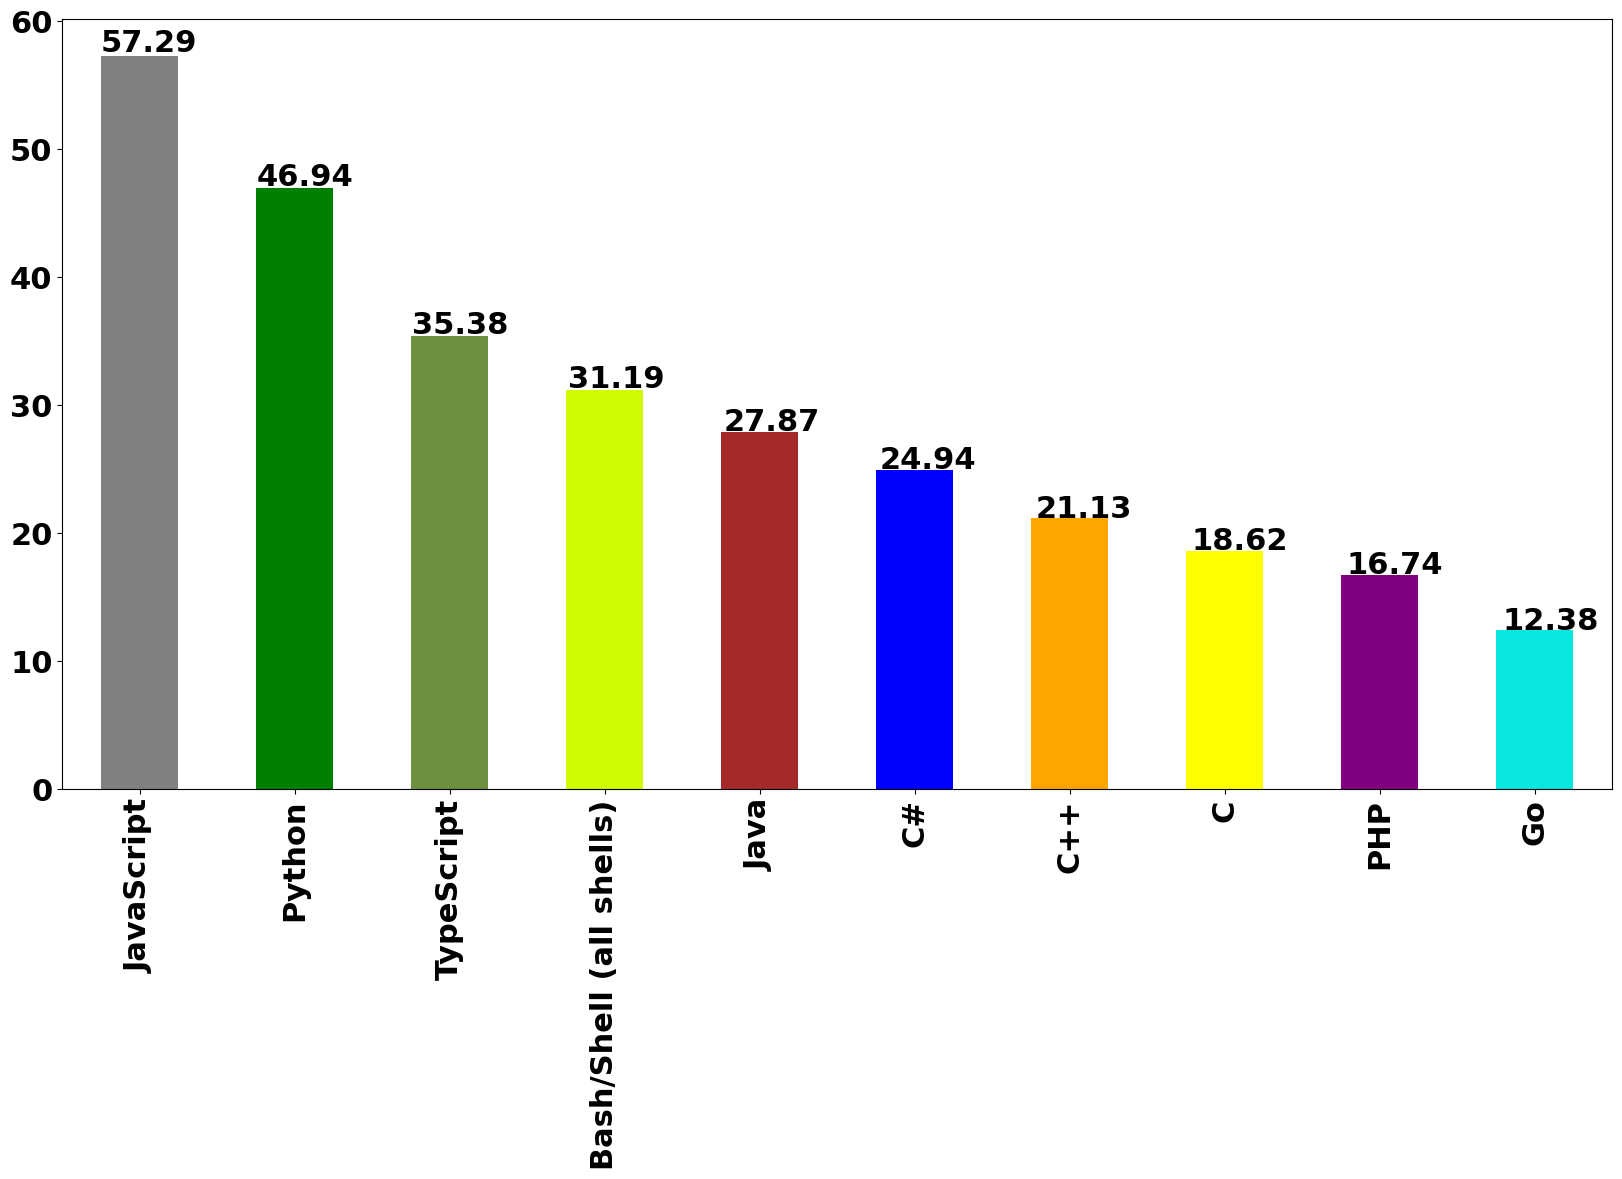 60
50
40
30
20
10
0
57.29
46.94
35.38
31.19
27.87
24.94
21.13
18.62
16.74
12.38
JavaScript
Python
TypeScript
Bash/Shell (all shells)
Java
C#
C++
C
PHP
Go